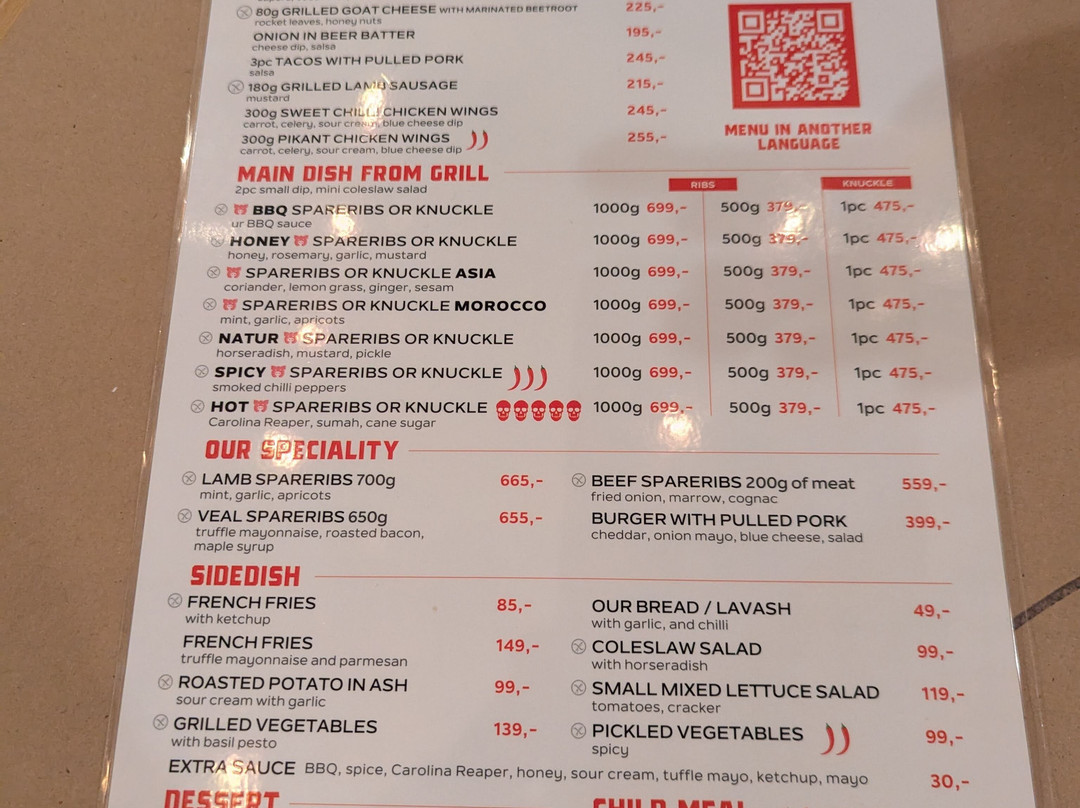 80g GRILLED GOAT CHEESE WITH MARINATED BEETROOT 225,-
rocket leaves, honey nuts
ONION IN BEER BATTER 195,-
cheese dip, salsa
3pc TACOS WITH PULLED PORK 245,-
salsa
180g GRILLED LAMB SAUSAGE 215,-
mustard
300g SWEET CHILLI CHICKEN WINGS 245,-
carrot, celery, sour cream, blue cheese dip
300g PIKANT CHICKEN WINGS 255,-
carrot, celery, sour cream, blue cheese dip
MENU IN ANOTHER
LANGUAGE
MAIN DISH FROM GRILL
2pc small dip, mini coleslaw salad
RIBS KNUCKLE
BBQ SPARERIBS OR KNUCKLE 1000g 699,- 500g 379,- 1pc 475,-
ur BBQ sauce
HONEY SPARERIBS OR KNUCKLE 1000g 699,- 500g 379,- 1pc 475,-
honey, rosemary, garlic, mustard
SPARERIBS OR KNUCKLE ASIA 1000g 699,- 500g 379,- 1pc 475,-
coriander, lemon grass, ginger, sesam
SPARERIBS OR KNUCKLE MOROCCO 1000g 699,- 500g 379,- 1pc 475,-
mint, garlic, apricots
NATUR SPARERIBS OR KNUCKLE 1000g 699,- 500g 379,- 1pc 475,-
horseradish, mustard, pickle
SPICY SPARERIBS OR KNUCKLE 1000g 699,- 500g 379,- 1pc 475,-
smoked chilli peppers
HOT SPARERIBS OR KNUCKLE 1000g 699,- 500g 379,- 1pc 475,-
Carolina Reaper, sumah, cane sugar
OUR SPECIALITY
LAMB SPARERIBS 700g 665,-
mint, garlic, apricots
VEAL SPARERIBS 650g 655,-
truffle mayonnaise, roasted bacon,
maple syrup
BEEF SPARERIBS 200g of meat 559,-
fried onion, marrow, cognac
BURGER WITH PULLED PORK 399,-
cheddar, onion mayo, blue cheese, salad
SIDEDISH
FRENCH FRIES 85,-
with ketchup
FRENCH FRIES 149,-
truffle mayonnaise and parmesan
ROASTED POTATO IN ASH 99,-
sour cream with garlic
GRILLED VEGETABLES 139,-
with basil pesto
OUR BREAD / LAVASH 49,-
with garlic, and chilli
COLESLAW SALAD 99,-
with horseradish
SMALL MIXED LETTUCE SALAD 119,-
tomatoes, cracker
PICKLED VEGETABLES 99,-
spicy
EXTRA SAUCE BBQ, spice, Carolina Reaper, honey, sour cream, tuffle mayo, ketchup, mayo 30,-
DESSERT CHILD MEAL